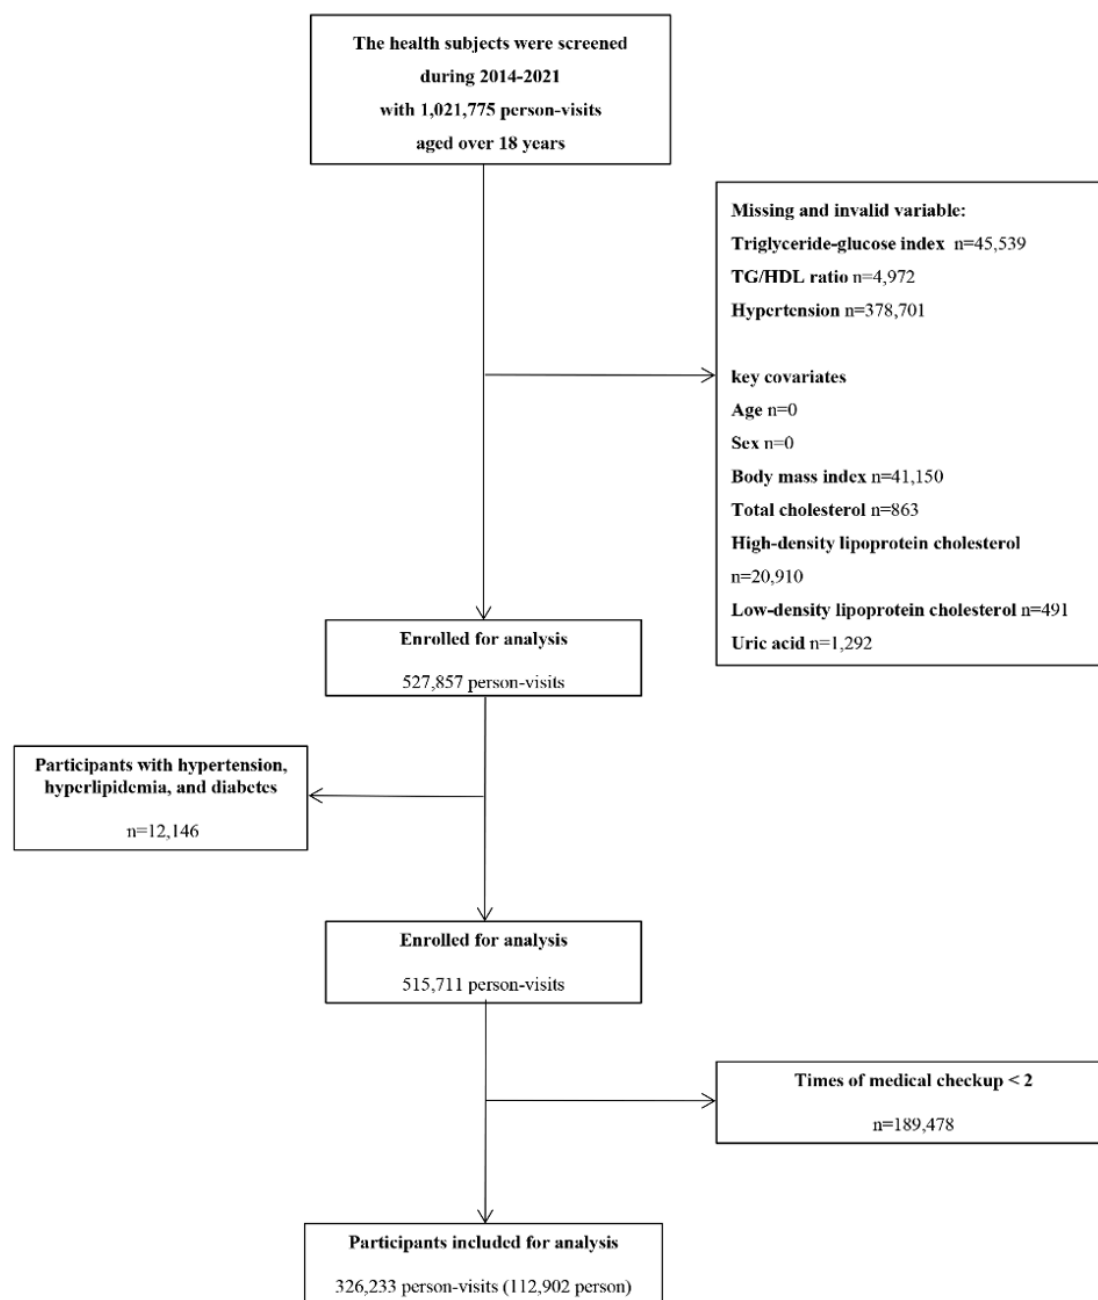 The health subjects were screened
during 2014-2021
with 1,021,775 person-visits
aged over 18 years
Missing and invalid variable:
Triglyceride-glucose index n=45,539
TG/HDL ratio n=4,972
Hypertension n=378,701
key covariates
Age n=0
Sex n=0
Body mass index n=41,150
Total cholesterol n=863
High-density lipoprotein cholesterol
n=20,910
Low-density lipoprotein cholesterol n=491
Uric acid n=1,292
Enrolled for analysis
527,857 person-visits
Participants with hypertension,
hyperlipidemia, and diabetes
n=12,146
Enrolled for analysis
515,711 person-visits
Times of medical checkup < 2
n=189,478
Participants included for analysis
326,233 person-visits (112,902 person)